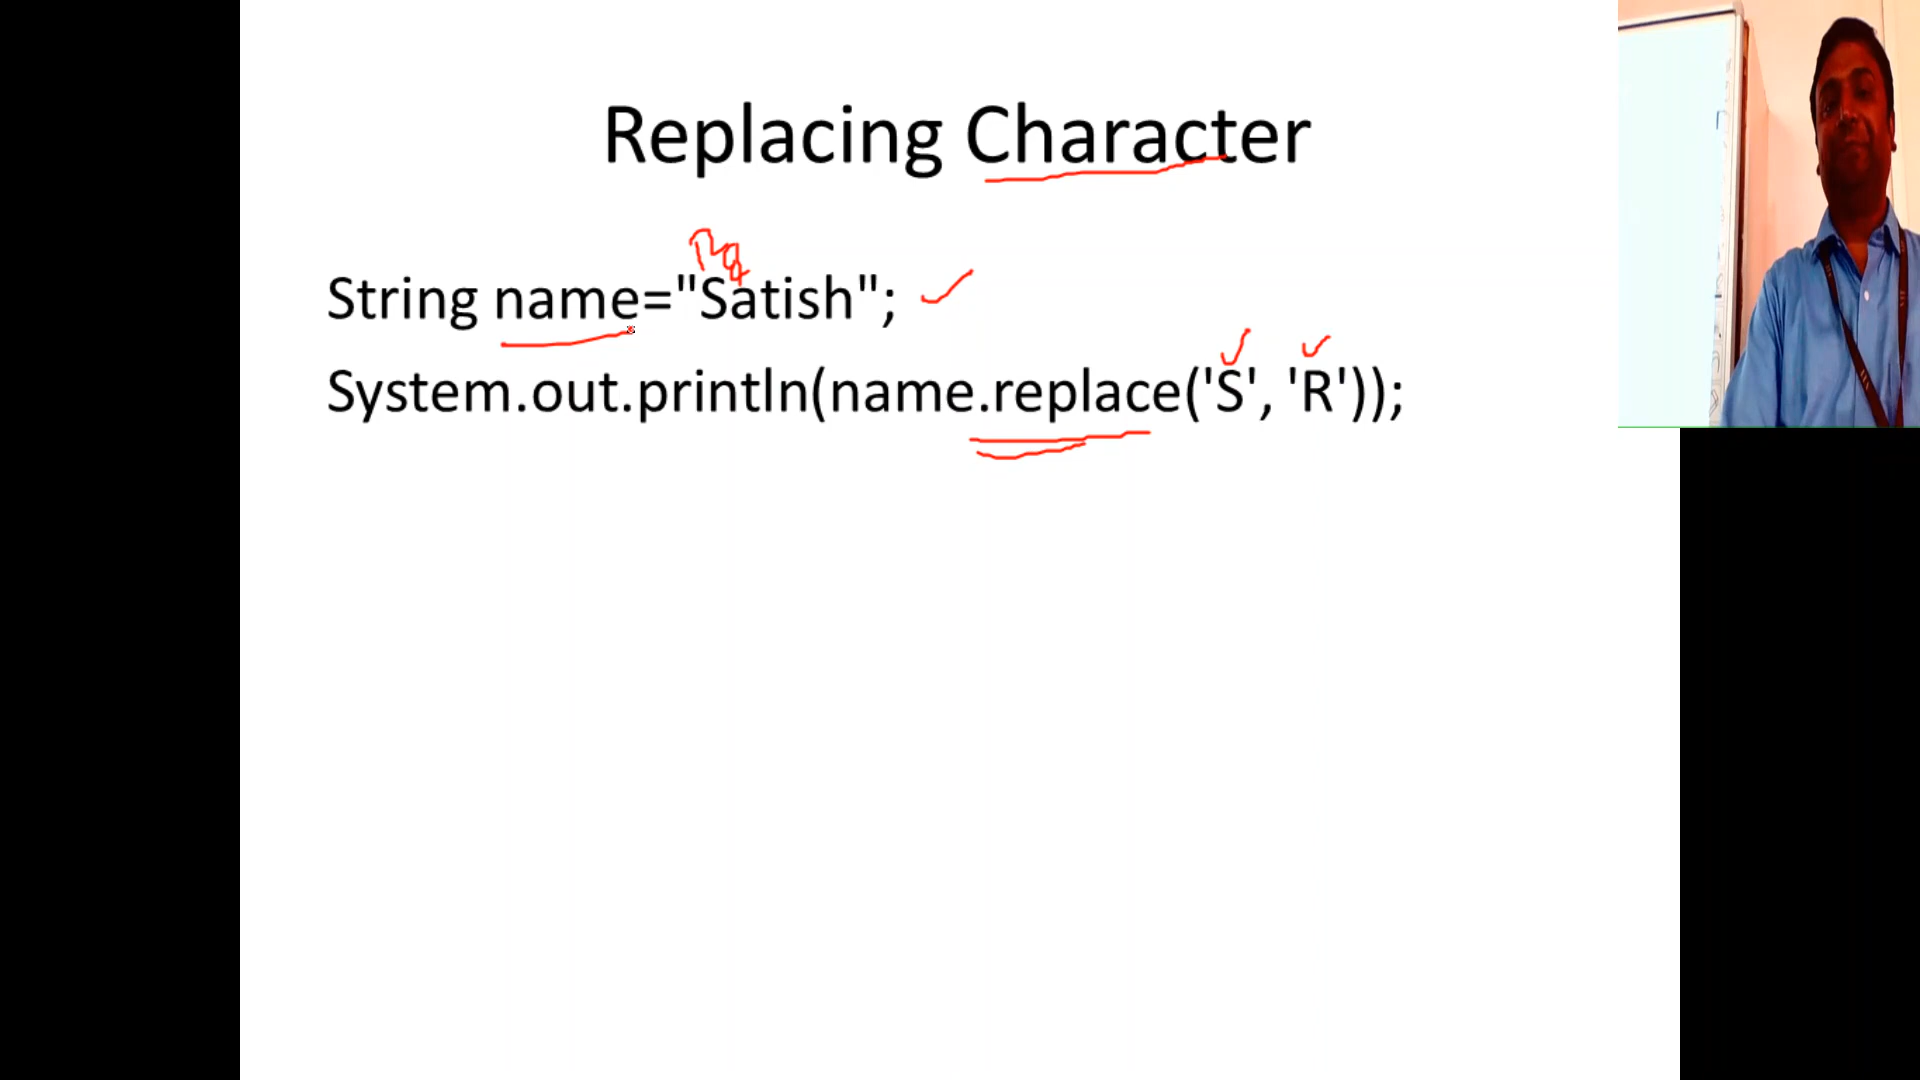 Replacing Character
String name="Satish";
System.out.println(name.replace('S', 'R'));